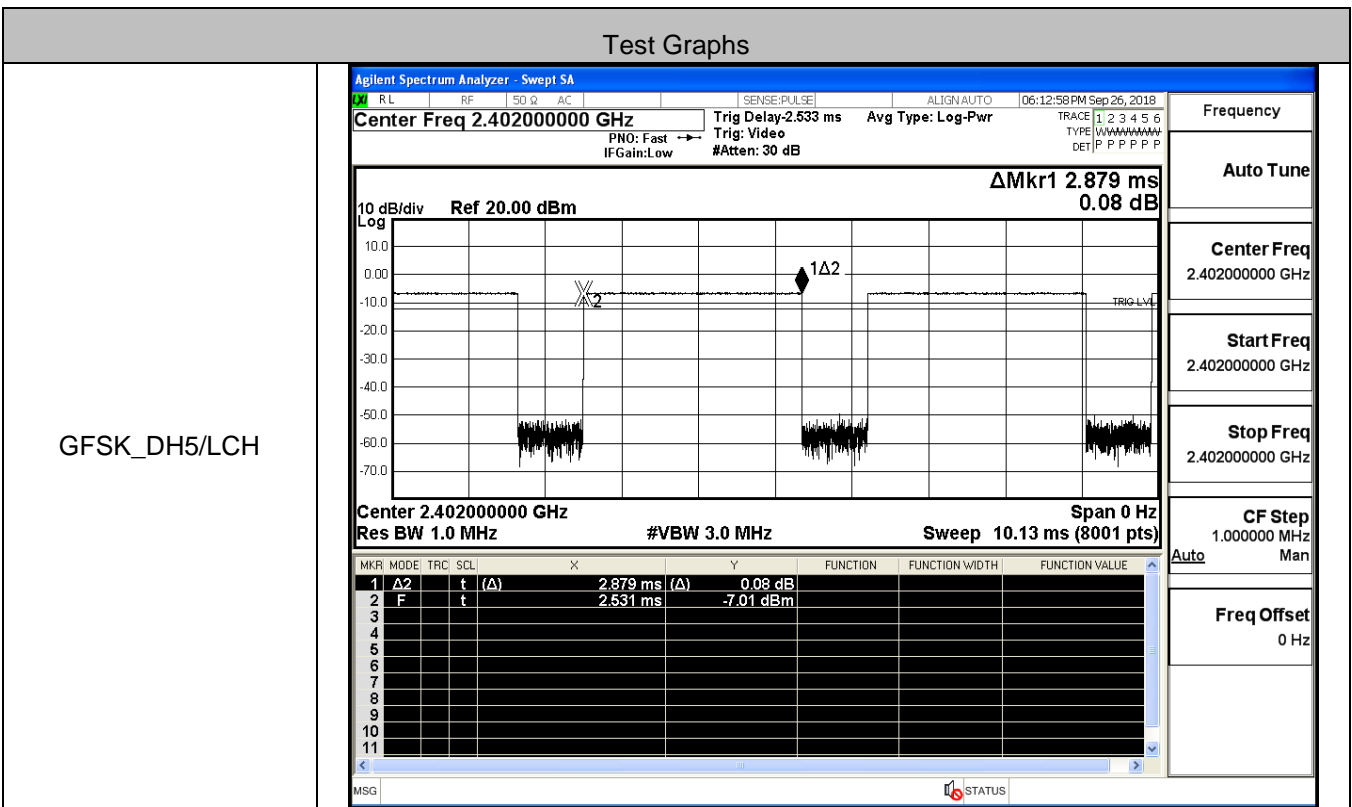 Test Graphs
GFSK_DH5/LCH
Agilent Spectrum Analyzer - Swept SA
LXI RL RF 50 Ω AC SENSE:PULSE ALIGN AUTO 06:12:58 PM Sep 26, 2018
Center Freq 2.402000000 GHz
PNO: Fast
IFGain:Low
Trig Delay-2.533 ms
Trig: Video
#Atten: 30 dB
Avg Type: Log-Pwr
TRACE 1 2 3 4 5 6
TYPE WWWWWW
DET P P P P P P
ΔMkr1 2.879 ms
0.08 dB
10 dB/div Ref 20.00 dBm
Log
10.0
0.00
-10.0
-20.0
-30.0
-40.0
-50.0
-60.0
-70.0
1Δ2
2
TRIG LVL
Center 2.402000000 GHz Span 0 Hz
Res BW 1.0 MHz #VBW 3.0 MHz Sweep 10.13 ms (8001 pts)
MKR MODE TRC SCL X Y FUNCTION FUNCTION WIDTH FUNCTION VALUE
1 Δ2 t (Δ) 2.879 ms (Δ) 0.08 dB
2 F t 2.531 ms -7.01 dBm
3
4
5
6
7
8
9
10
11
MSG STATUS
Frequency
Auto Tune
Center Freq
2.402000000 GHz
Start Freq
2.402000000 GHz
Stop Freq
2.402000000 GHz
CF Step
1.000000 MHz
Auto Man
Freq Offset
0 Hz